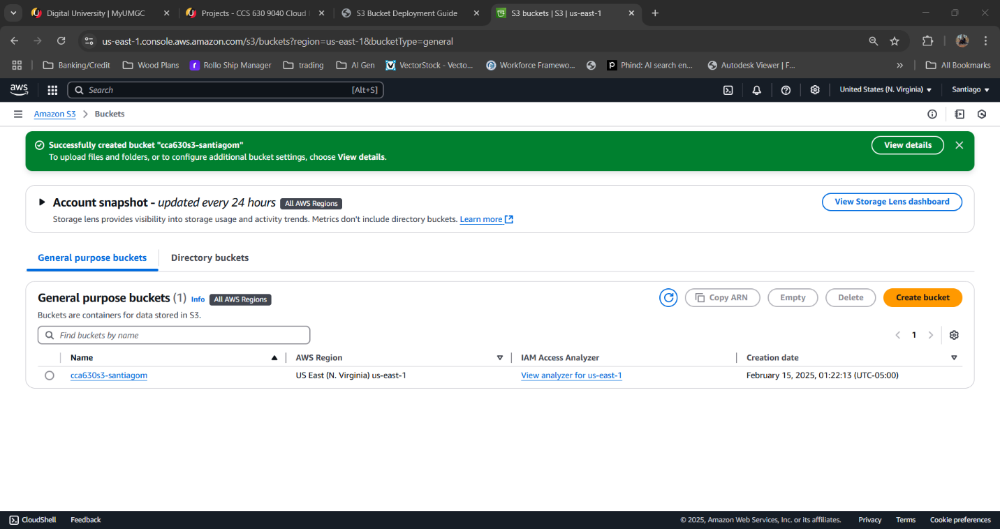 Digital University | MyUMGC
Projects - CCS 630 9040 Cloud
S3 Bucket Deployment Guide
S3 buckets | S3 | us-east-1
us-east-1.console.aws.amazon.com/s3/buckets?region=us-east-1&bucketType=general
Banking/Credit
Wood Plans
Rollo Ship Manager
trading
AI Gen
VectorStock - Vecto...
Workforce Framewo...
Phind: AI search en...
Autodesk Viewer | F...
All Bookmarks
aws
Search
[Alt+S]
United States (N. Virginia)
Santiago
Amazon S3
Buckets
Successfully created bucket "cca630s3-santiagom"
To upload files and folders, or to configure additional bucket settings, choose View details.
View details
Account snapshot - updated every 24 hours
All AWS Regions
View Storage Lens dashboard
Storage lens provides visibility into storage usage and activity trends. Metrics don't include directory buckets. Learn more
General purpose buckets
Directory buckets
General purpose buckets (1)
Info
All AWS Regions
Copy ARN
Empty
Delete
Create bucket
Buckets are containers for data stored in S3.
Find buckets by name
1
Name
AWS Region
IAM Access Analyzer
Creation date
cca630s3-santiagom
US East (N. Virginia) us-east-1
View analyzer for us-east-1
February 15, 2025, 01:22:13 (UTC-05:00)
CloudShell
Feedback
© 2025, Amazon Web Services, Inc. or its affiliates.
Privacy
Terms
Cookie preferences